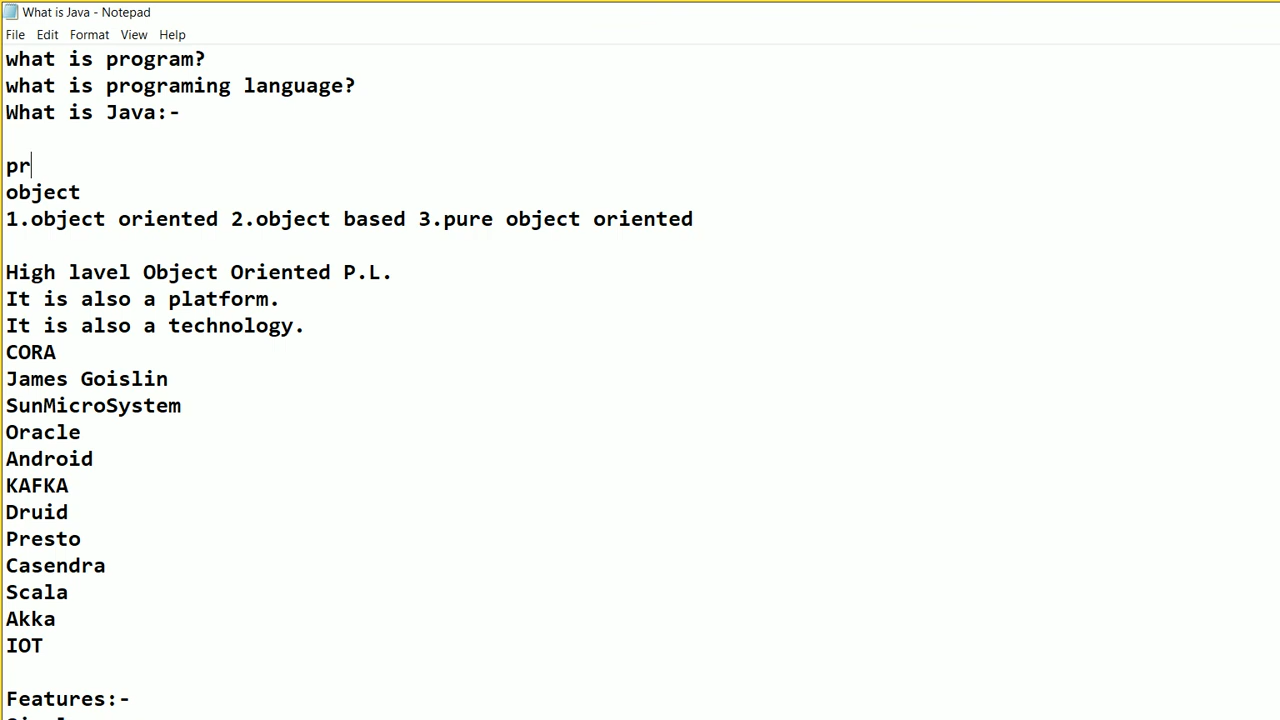 What is Java - Notepad
File Edit Format View Help
what is program?
what is programing language?
What is Java:-
pr
object
1.object oriented 2.object based 3.pure object oriented
High lavel Object Oriented P.L.
It is also a platform.
It is also a technology.
CORA
James Goislin
SunMicroSystem
Oracle
Android
KAFKA
Druid
Presto
Casendra
Scala
Akka
IOT
Features:-